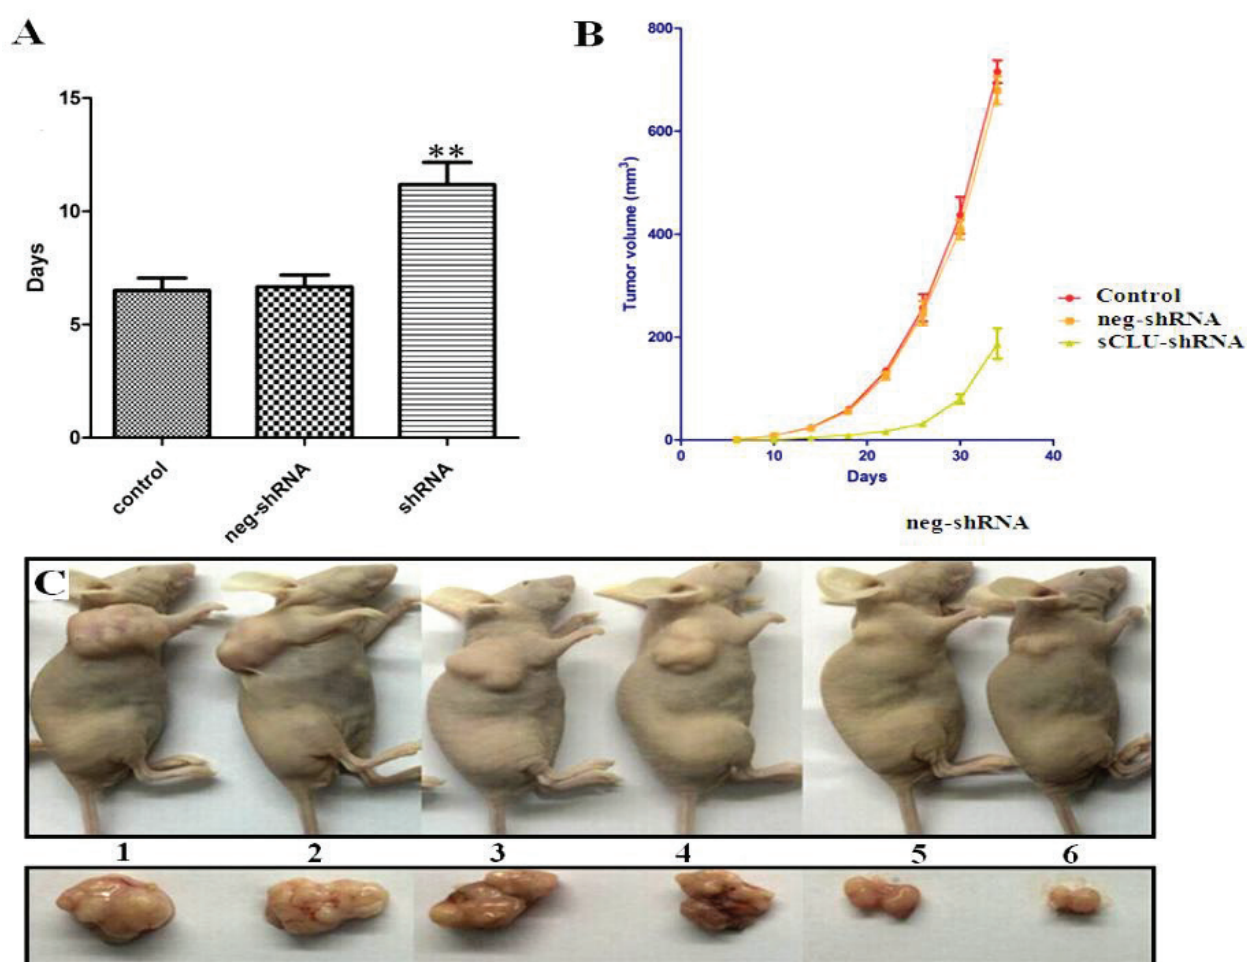 A
Days
15
10
5
0
**
control
neg-shRNA
shRNA
B
Tumor volume (mm³)
800
600
400
200
0
0 10 20 30 40
Days
Control
neg-shRNA
sCLU-shRNA
neg-shRNA
C
1 2 3 4 5 6